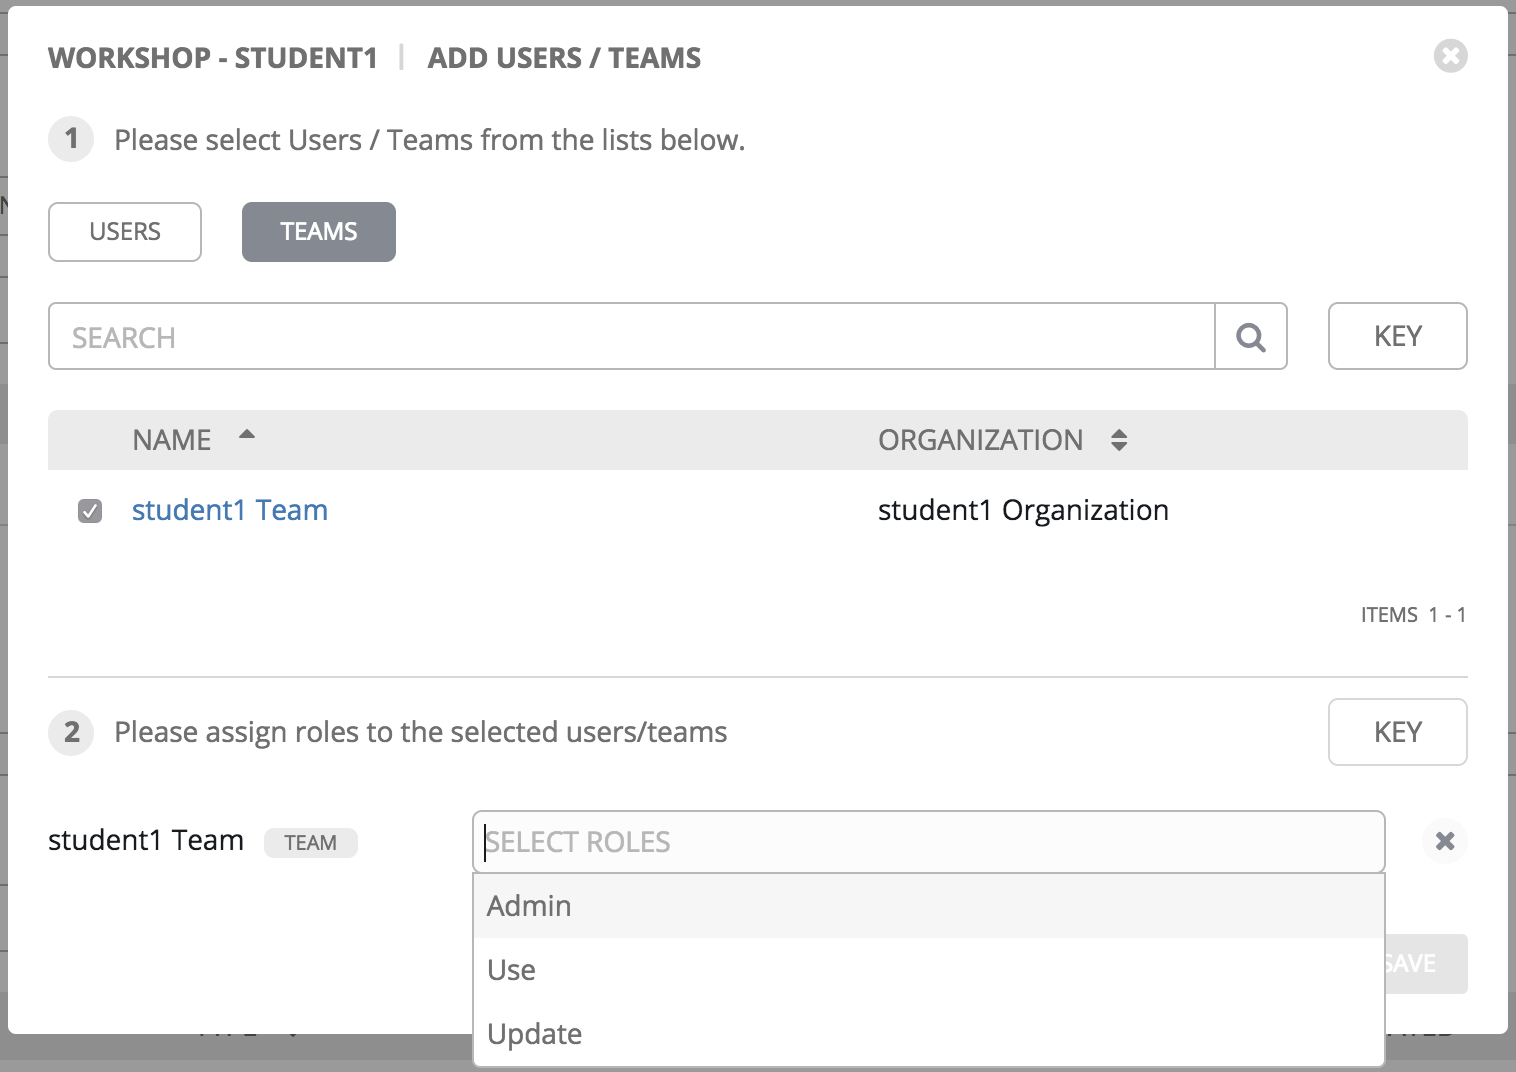 WORKSHOP - STUDENT1 | ADD USERS / TEAMS
1 Please select Users / Teams from the lists below.
USERS TEAMS
SEARCH KEY
NAME ORGANIZATION
student1 Team student1 Organization
ITEMS 1 - 1
2 Please assign roles to the selected users/teams KEY
student1 Team TEAM SELECT ROLES
Admin
Use
SAVE
Update